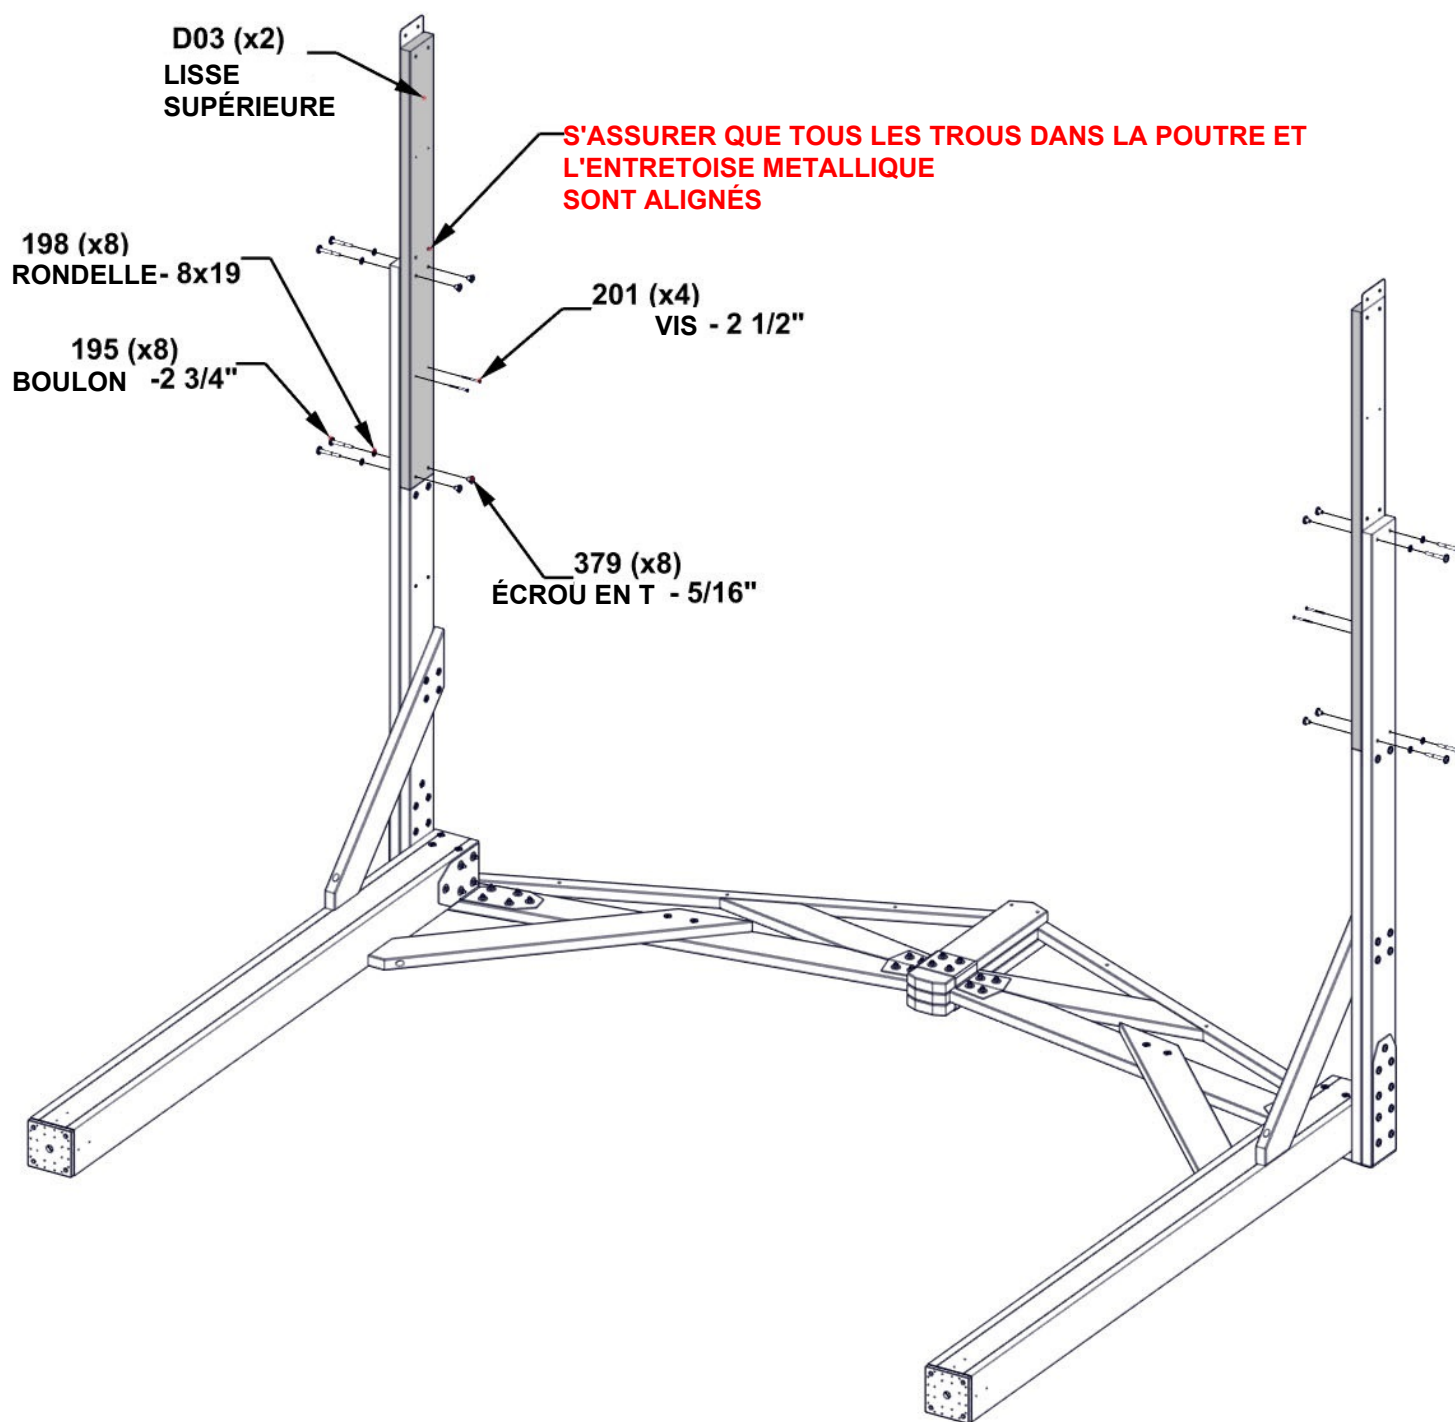 D03 (x2)
LISSE
SUPÉRIEURE
S'ASSURER QUE TOUS LES TROUS DANS LA POUTRE ET
L'ENTRETOISE METALLIQUE
SONT ALIGNÉS
198 (x8)
RONDELLE- 8x19
201 (x4)
VIS - 2 1/2"
195 (x8)
BOULON -2 3/4"
379 (x8)
ÉCROU EN T - 5/16"